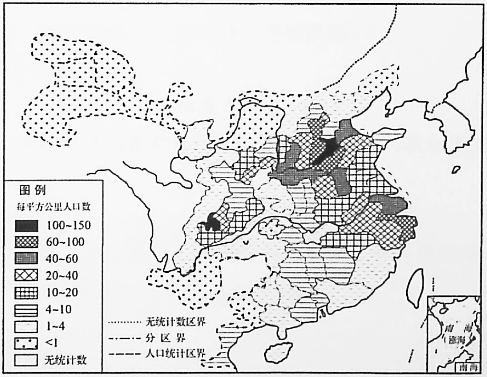 图例
每平方公里人口数
100~150
60~100
40~60
20~40
10~20
4~10
1~4
<1
无统计数
无统计数区界
分区界
人口统计区界
南海
南海